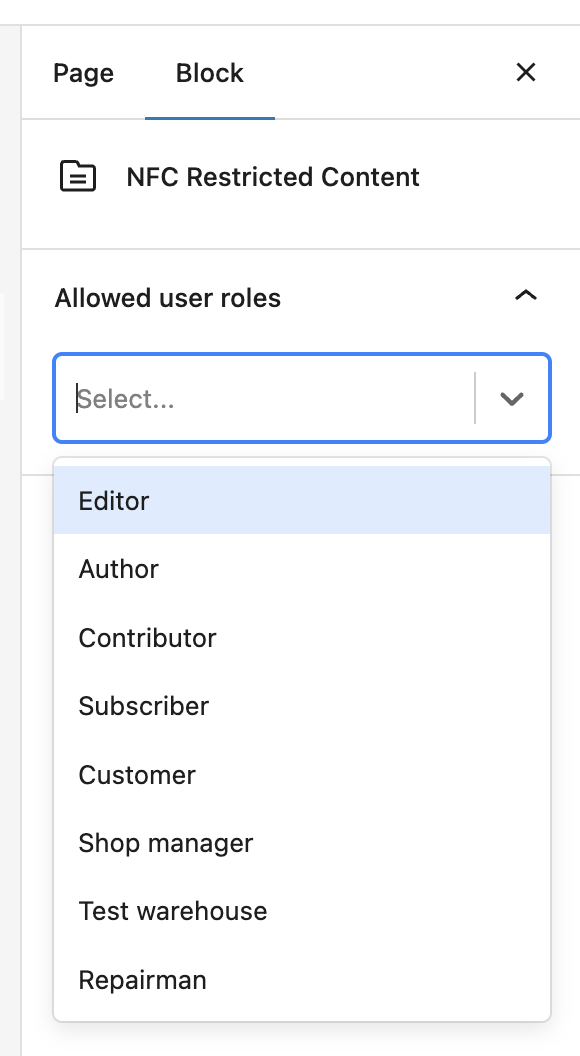 Page Block
NFC Restricted Content
Allowed user roles
Select...
Editor
Author
Contributor
Subscriber
Customer
Shop manager
Test warehouse
Repairman